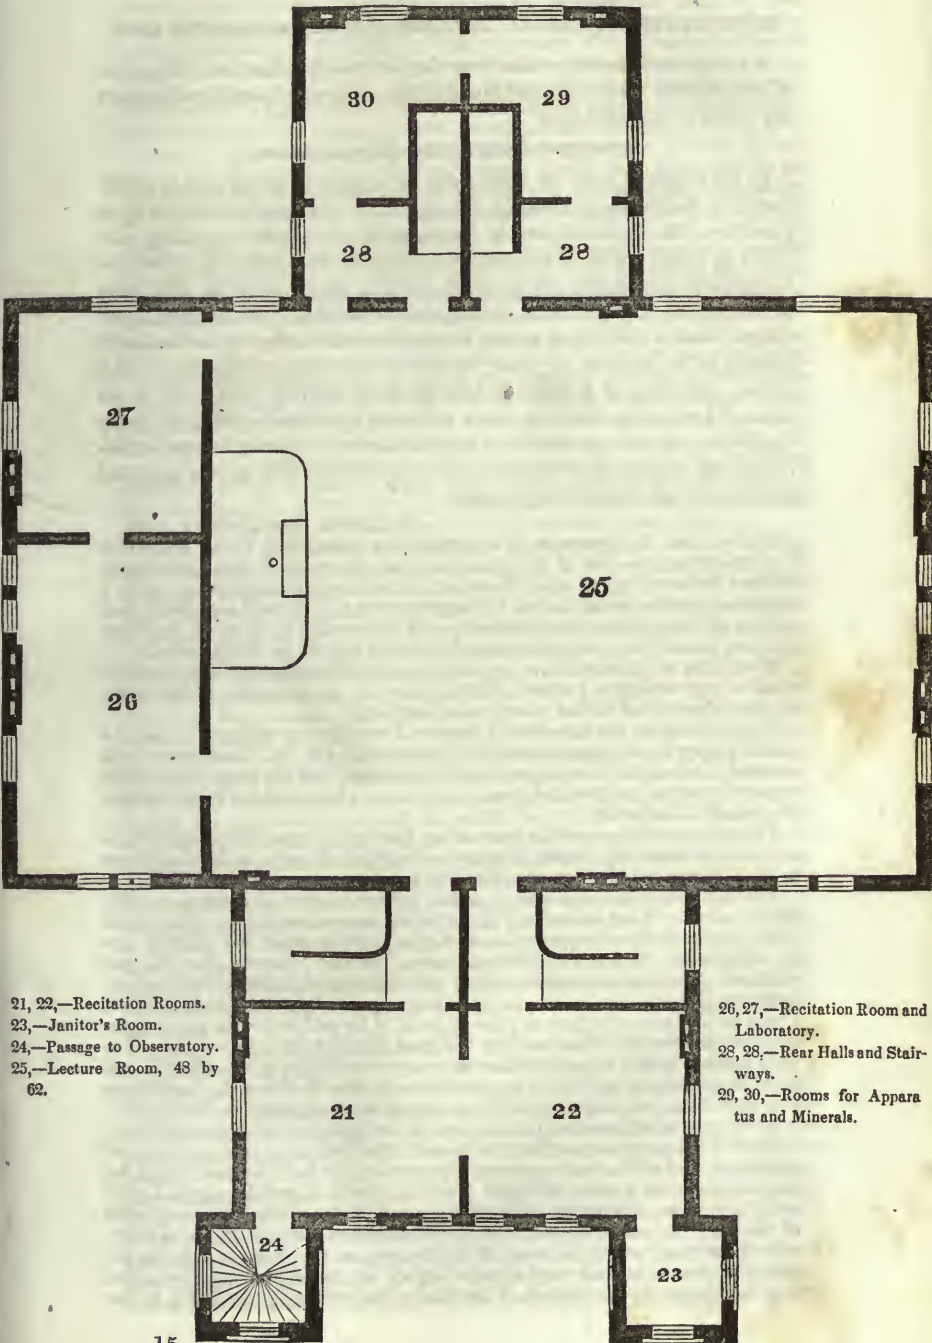 30
29
28
28
27
25
26
21, 22,—Recitation Rooms.
23,—Janitor's Room.
24,—Passage to Observatory.
25,—Lecture Room, 48 by
62.
26, 27,—Recitation Room and
Laboratory.
28, 28,—Rear Halls and Stair-
ways.
29, 30,—Rooms for Appara
tus and Minerals.
21
22
24
23
15